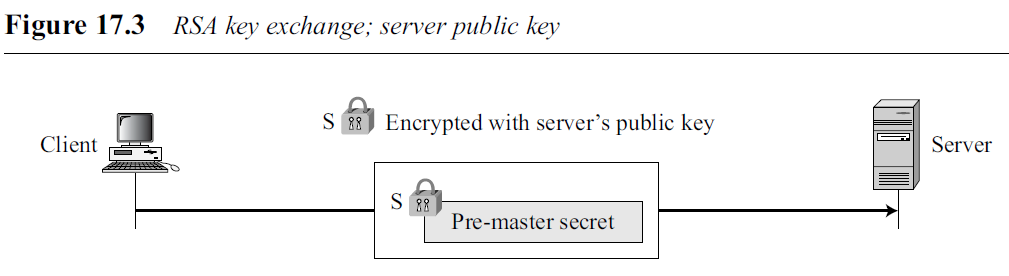 Figure 17.3 RSA key exchange; server public key
S Encrypted with server's public key
Client
Server
S
Pre-master secret